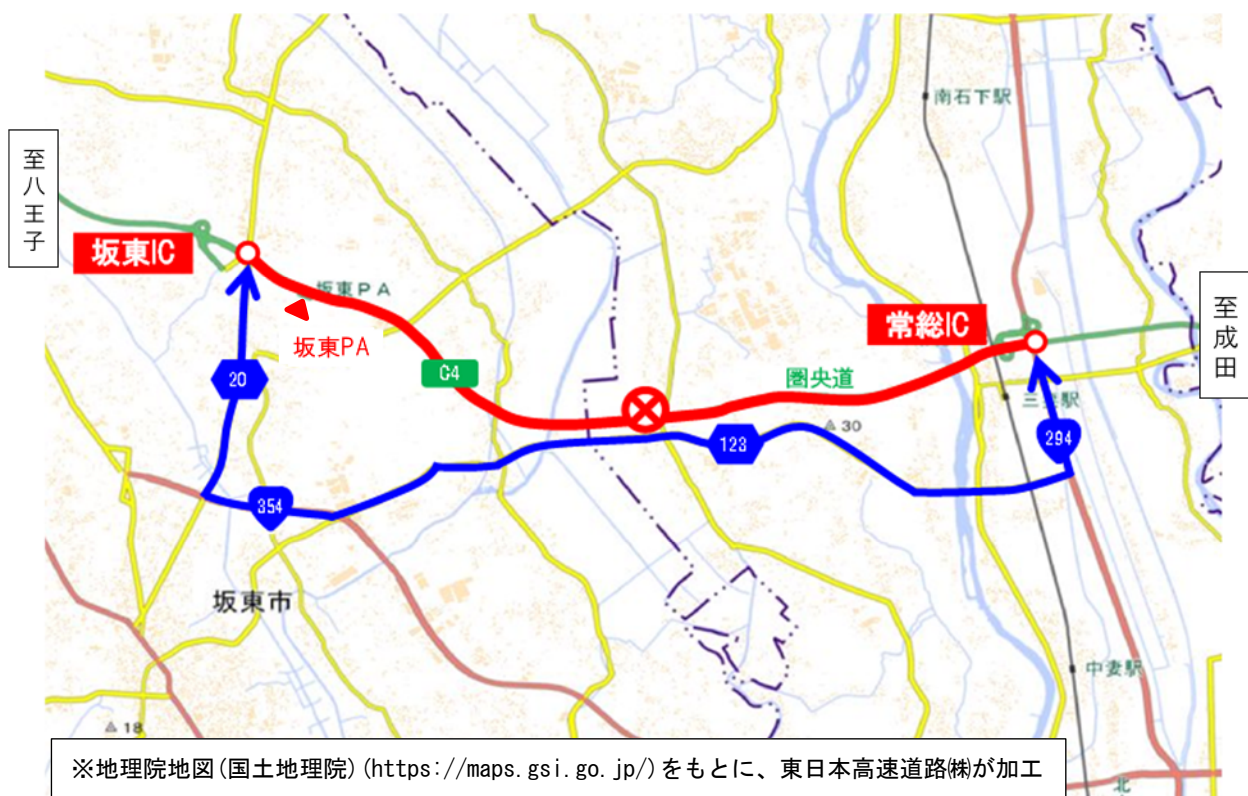 南石下駅
至八王子
坂東IC
坂東PA
坂東PA
至成田
常総IC
圏央道
C4
三妻駅
20
30
123
294
354
坂東市
中妻駅
18
※地理院地図(国土地理院)(https://maps.gsi.go.jp/)をもとに、東日本高速道路㈱が加工
北